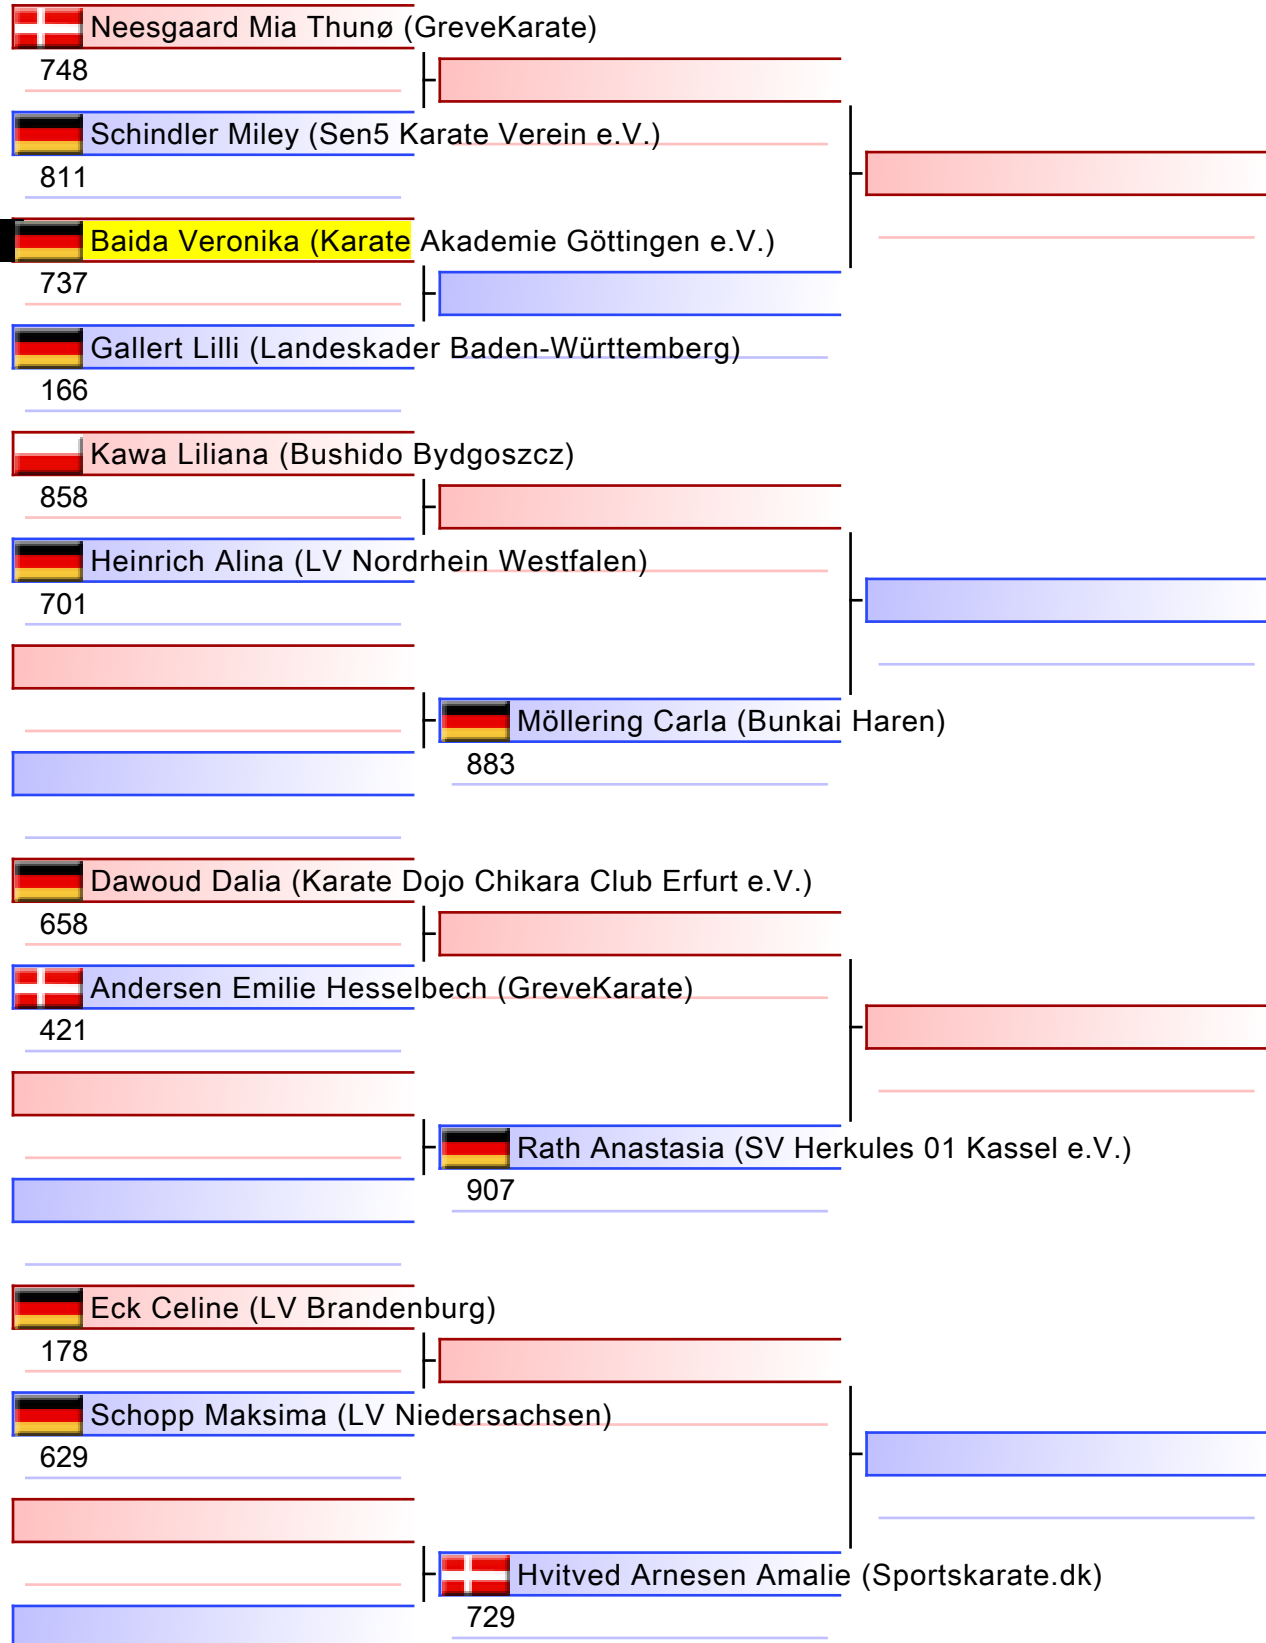 Neesgaard Mia Thunø (GreveKarate)
748
Schindler Miley (Sen5 Karate Verein e.V.)
811
Baida Veronika (Karate Akademie Göttingen e.V.)
737
Gallert Lilli (Landeskader Baden-Württemberg)
166
Kawa Liliana (Bushido Bydgoszcz)
858
Heinrich Alina (LV Nordrhein Westfalen)
701
Möllering Carla (Bunkai Haren)
883
Dawoud Dalia (Karate Dojo Chikara Club Erfurt e.V.)
658
Andersen Emilie Hesselbech (GreveKarate)
421
Rath Anastasia (SV Herkules 01 Kassel e.V.)
907
Eck Celine (LV Brandenburg)
178
Schopp Maksima (LV Niedersachsen)
629
Hvitved Arnesen Amalie (Sportskarate.dk)
729